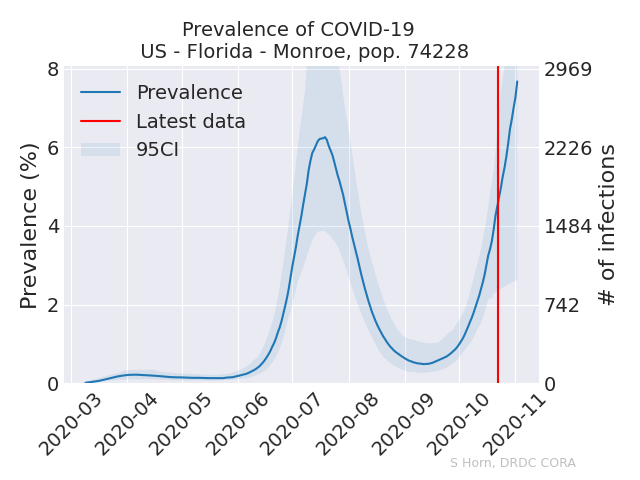 Prevalence of COVID-19
US - Florida - Monroe, pop. 74228
Prevalence
Latest data
95CI
Prevalence (%)
8
6
4
2
0
2969
2226
1484
742
0
# of infections
2020-03
2020-04
2020-05
2020-06
2020-07
2020-08
2020-09
2020-10
2020-11
S Horn, DRDC CORA